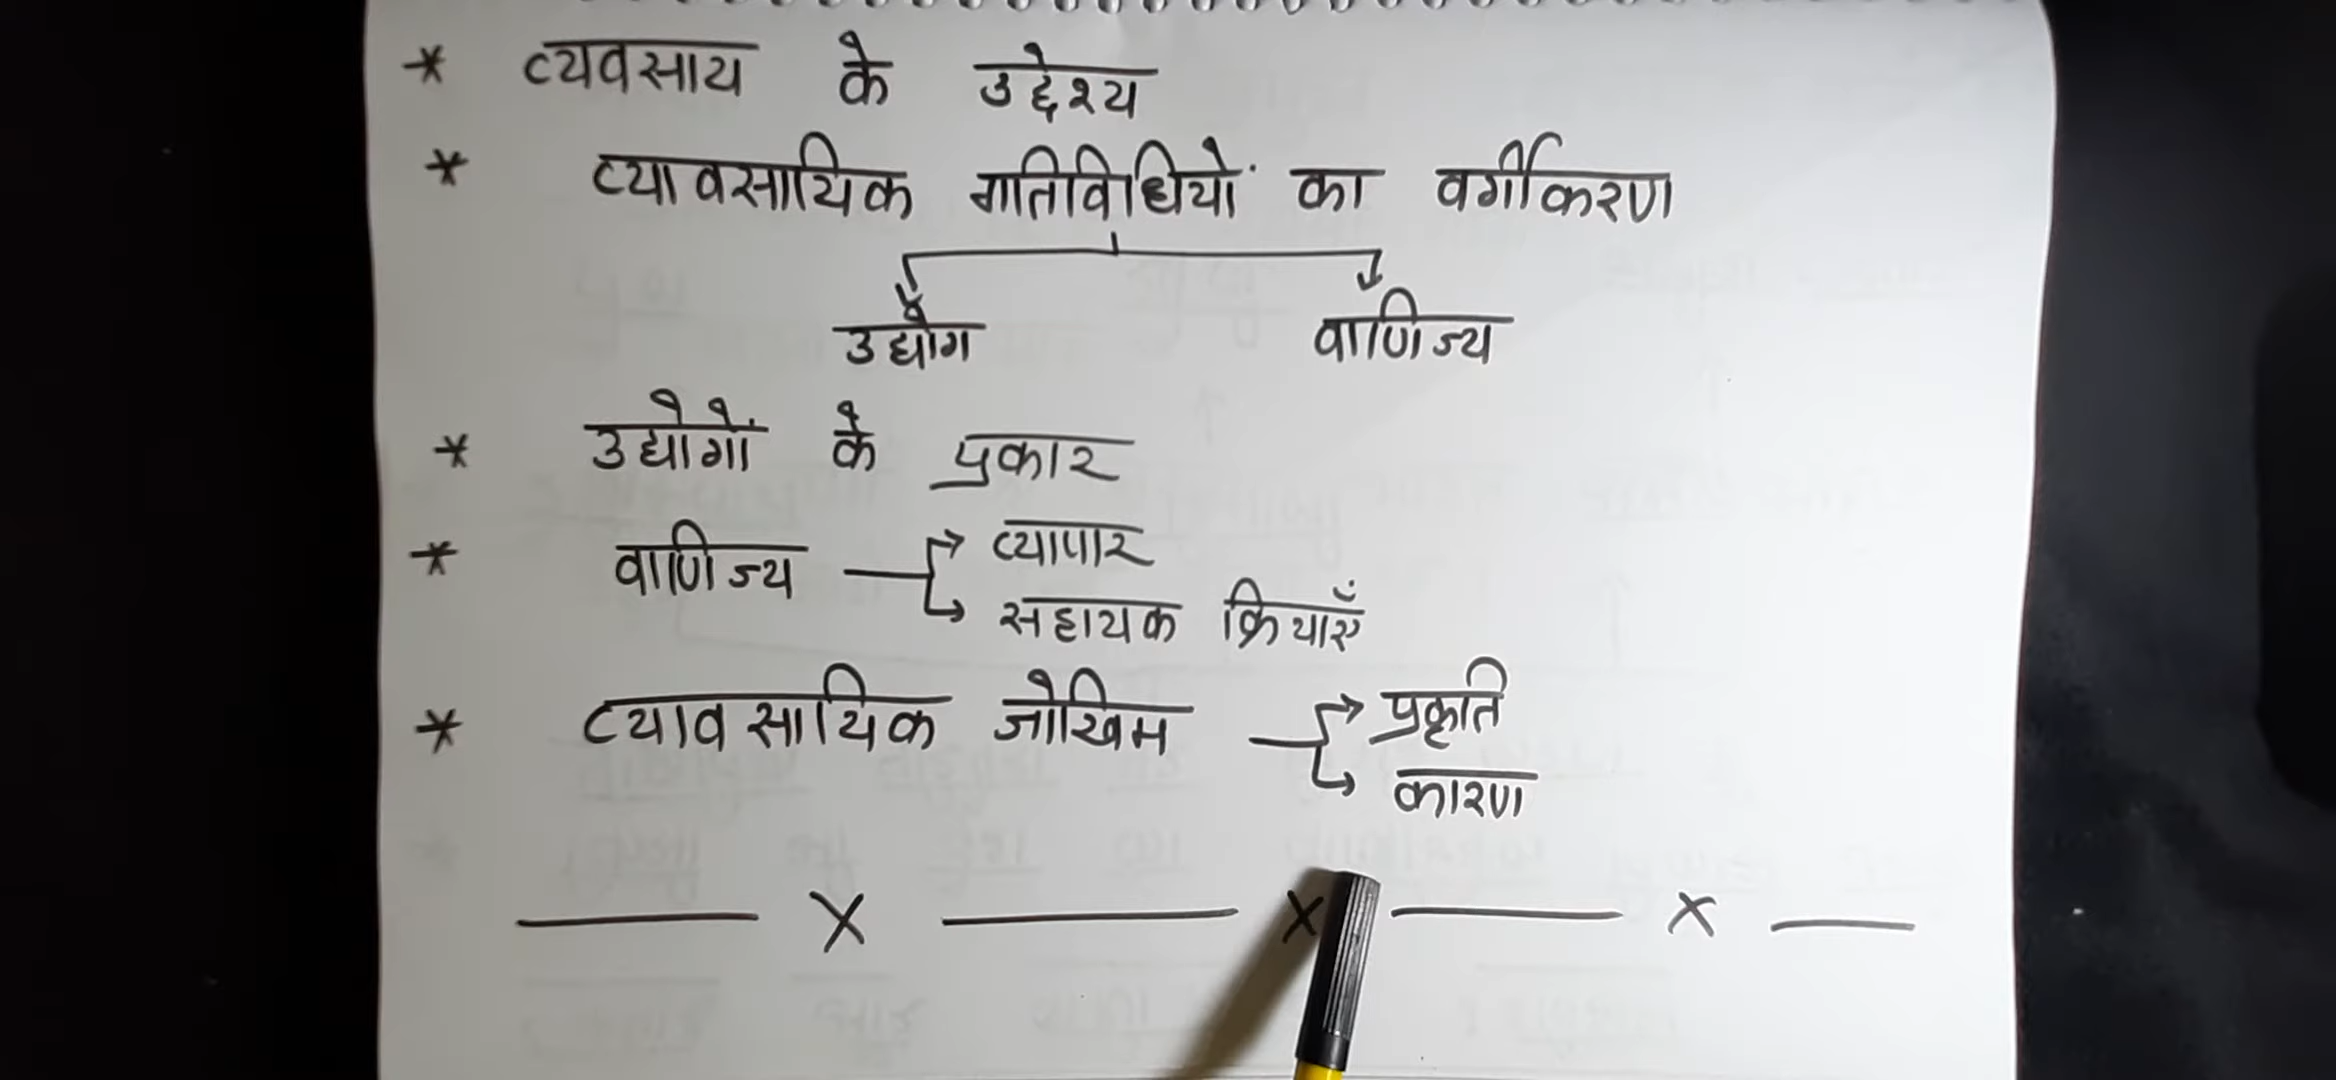 * व्यवसाय के उद्देश्य
* व्यावसायिक गतिविधियों का वर्गीकरण
उद्योग वाणिज्य
* उद्योगों के प्रकार
* वाणिज्य → व्यापार
→ सहायक क्रियाएँ
* व्यावसायिक जोखिम → प्रकृति
→ कारण
—— X —— X —— X ——